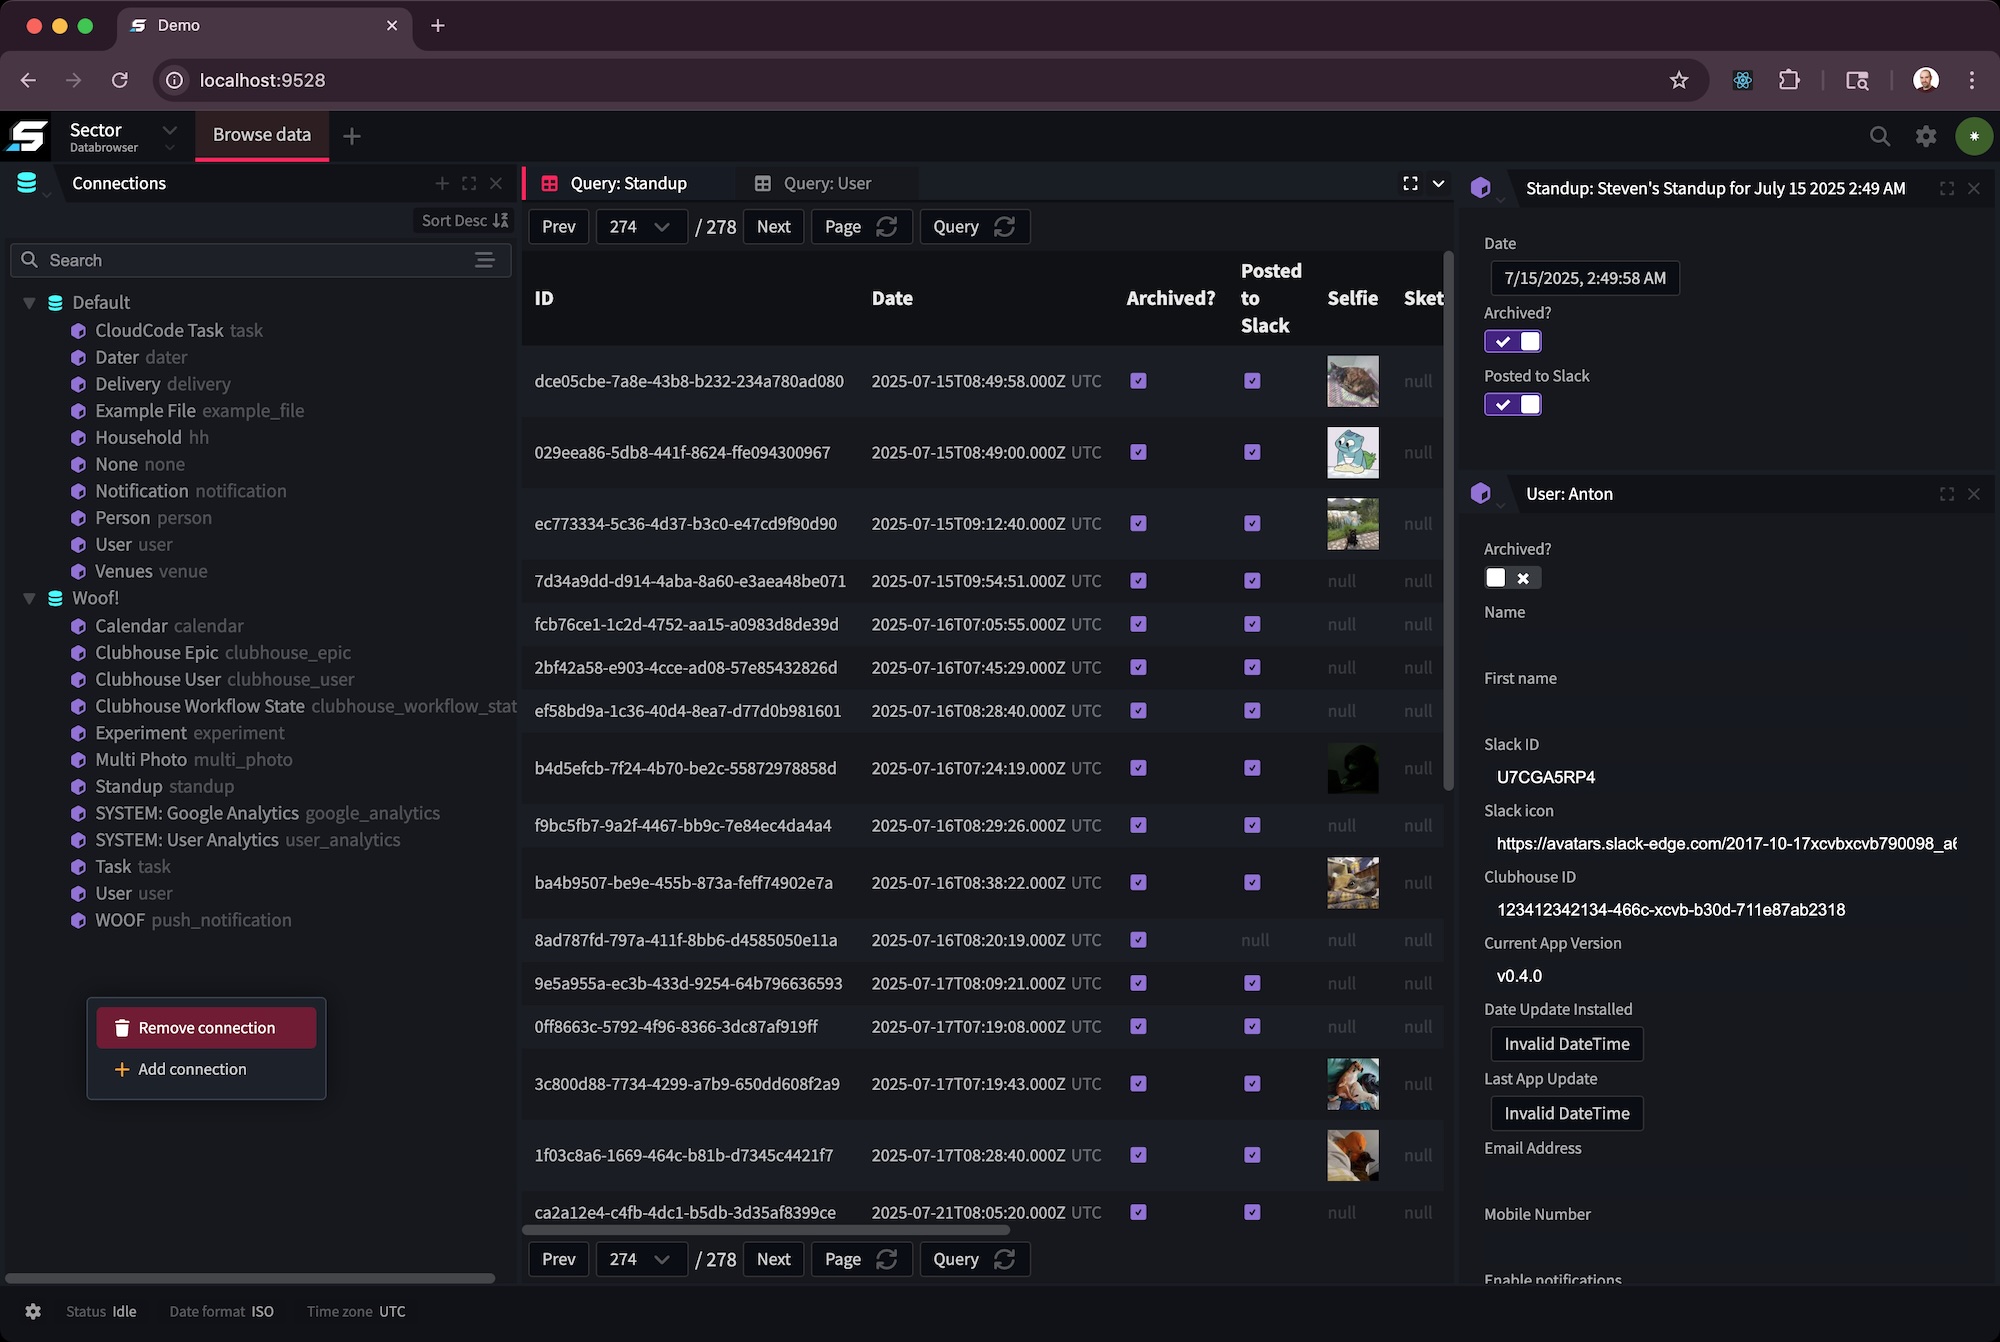 Demo
localhost:9528
Sector
Databrowser
Browse data
Connections
Sort Desc
Search
Default
CloudCode Task task
Dater dater
Delivery delivery
Example File example_file
Household hh
None none
Notification notification
Person person
User user
Venues venue
Woof!
Calendar calendar
Clubhouse Epic clubhouse_epic
Clubhouse User clubhouse_user
Clubhouse Workflow State clubhouse_workflow_stat
Experiment experiment
Multi Photo multi_photo
Standup standup
SYSTEM: Google Analytics google_analytics
SYSTEM: User Analytics user_analytics
Task task
User user
WOOF push_notification
Remove connection
Add connection
Query: Standup
Query: User
Prev 274 / 278 Next Page Query
ID Date Archived? Posted to Slack Selfie Sket
dce05cbe-7a8e-43b8-b232-234a780ad080 2025-07-15T08:49:58.000Z UTC null
029eea86-5db8-441f-8624-ffe094300967 2025-07-15T08:49:00.000Z UTC null
ec773334-5c36-4d37-b3c0-e47cd9f90d90 2025-07-15T09:12:40.000Z UTC null
7d34a9dd-d914-4aba-8a60-e3aea48be071 2025-07-15T09:54:51.000Z UTC null null
fcb76ce1-1c2d-4752-aa15-a0983d8de39d 2025-07-16T07:05:55.000Z UTC null null
2bf42a58-e903-4cce-ad08-57e85432826d 2025-07-16T07:45:29.000Z UTC null null
ef58bd9a-1c36-40d4-8ea7-d77d0b981601 2025-07-16T08:28:40.000Z UTC null null
b4d5efcb-7f24-4b70-be2c-55872978858d 2025-07-16T07:24:19.000Z UTC null
f9bc5fb7-9a2f-4467-bb9c-7e84ec4da4a4 2025-07-16T08:29:26.000Z UTC null null
ba4b9507-be9e-455b-873a-feff74902e7a 2025-07-16T08:38:22.000Z UTC null
8ad787fd-797a-411f-8bb6-d4585050e11a 2025-07-16T08:20:19.000Z UTC null null null
9e5a955a-ec3b-433d-9254-64b796636593 2025-07-17T08:09:21.000Z UTC null null
0ff8663c-5792-4f96-8366-3dc87af919ff 2025-07-17T07:19:08.000Z UTC null null
3c800d88-7734-4299-a7b9-650dd608f2a9 2025-07-17T07:19:43.000Z UTC null
1f03c8a6-1669-464c-b81b-d7345c4421f7 2025-07-17T08:28:40.000Z UTC null
ca2a12e4-c4fb-4dc1-b5db-3d35af8399ce 2025-07-21T08:05:20.000Z UTC null null
Prev 274 / 278 Next Page Query
Standup: Steven's Standup for July 15 2025 2:49 AM
Date
7/15/2025, 2:49:58 AM
Archived?
Posted to Slack
User: Anton
Archived?
Name
First name
Slack ID
U7CGA5RP4
Slack icon
https://avatars.slack-edge.com/2017-10-17xcvbxcvb790098_a6
Clubhouse ID
123412342134-466c-xcvb-b30d-711e87ab2318
Current App Version
v0.4.0
Date Update Installed
Invalid DateTime
Last App Update
Invalid DateTime
Email Address
Mobile Number
Enable notifications
Status Idle Date format ISO Time zone UTC